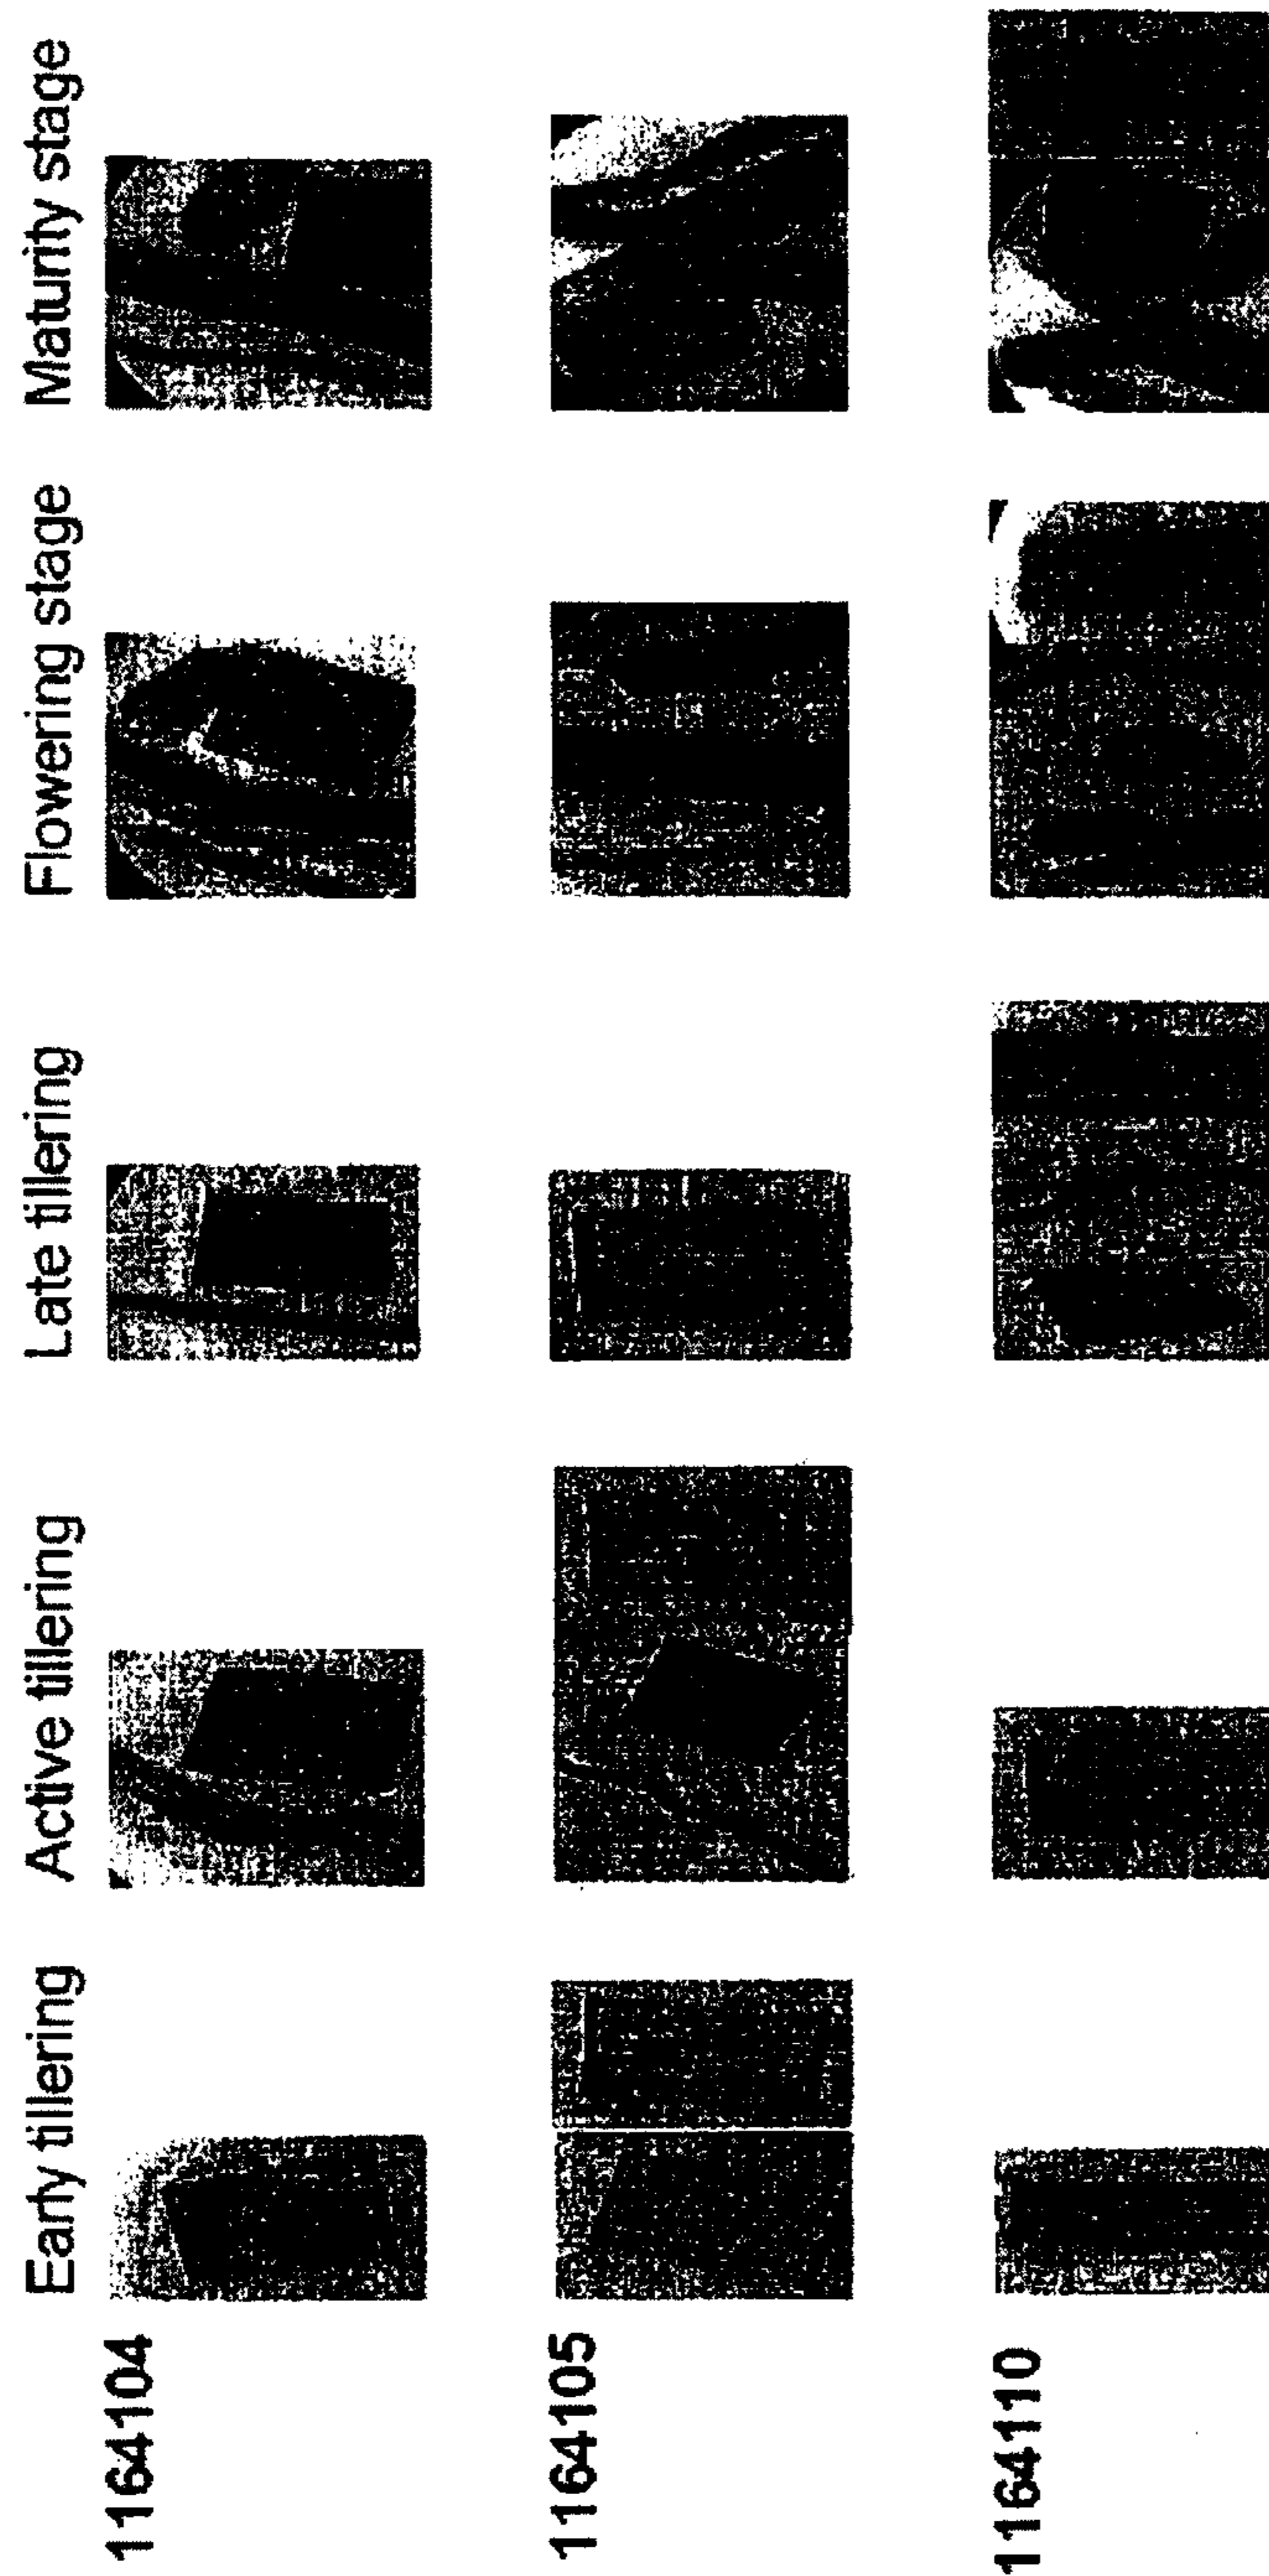 Early tillering Active tillering Late tillering Flowering stage Maturity stage
1164104
1164105
1164110